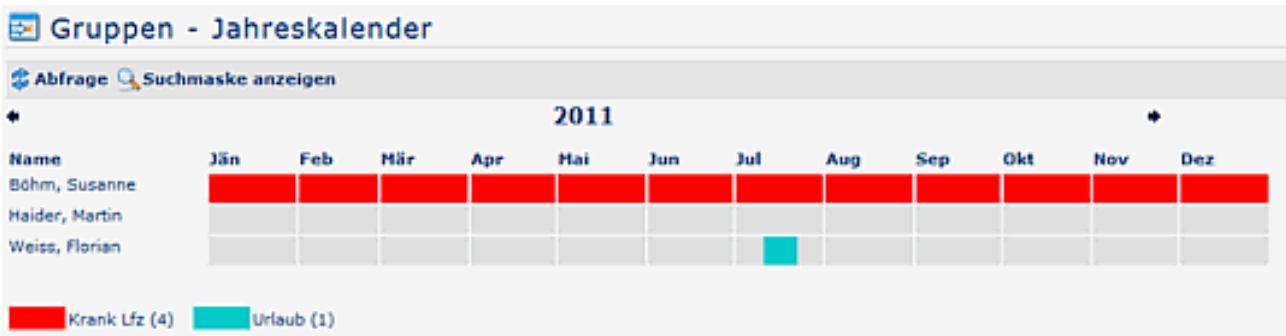 Gruppen - Jahreskalender
Abfrage Suchmaske anzeigen
2011
Name Jän Feb Mär Apr Mai Jun Jul Aug Sep Okt Nov Dez
Böhm, Susanne
Haider, Martin
Weiss, Florian
Krank Lfz (4) Urlaub (1)